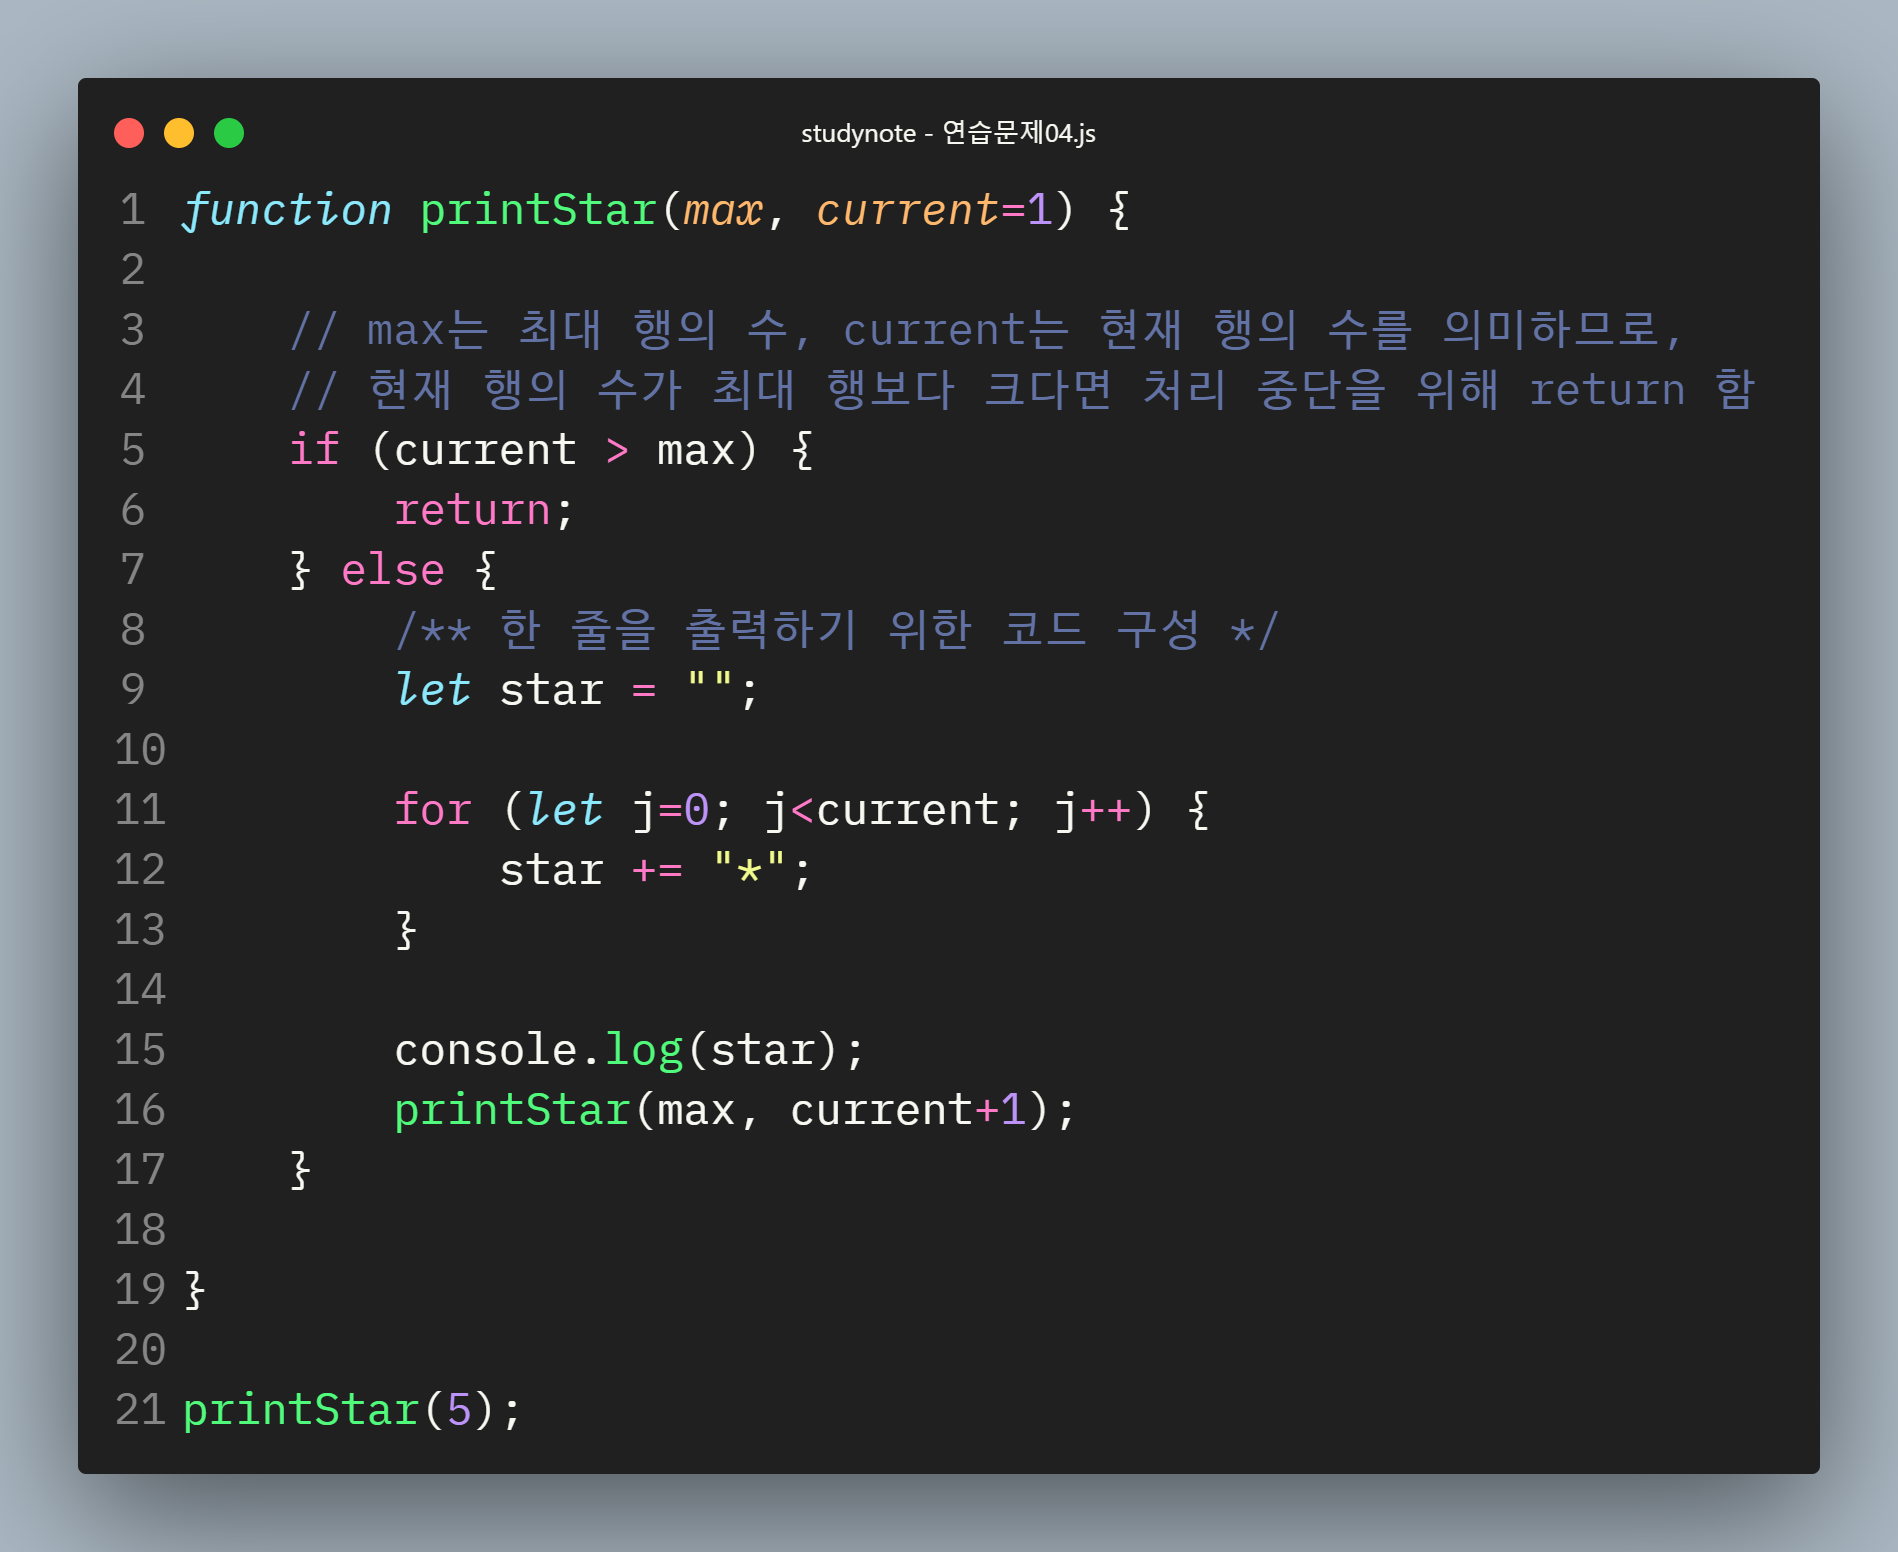 studynote - 연습문제04.js
1 function printStar(max, current=1) {
2
3     // max는 최대 행의 수, current는 현재 행의 수를 의미하므로,
4     // 현재 행의 수가 최대 행보다 크다면 처리 중단을 위해 return 함
5     if (current > max) {
6         return;
7     } else {
8         /** 한 줄을 출력하기 위한 코드 구성 */
9         let star = "";
10
11         for (let j=0; j<current; j++) {
12             star += "*";
13         }
14
15         console.log(star);
16         printStar(max, current+1);
17     }
18
19 }
20
21 printStar(5);